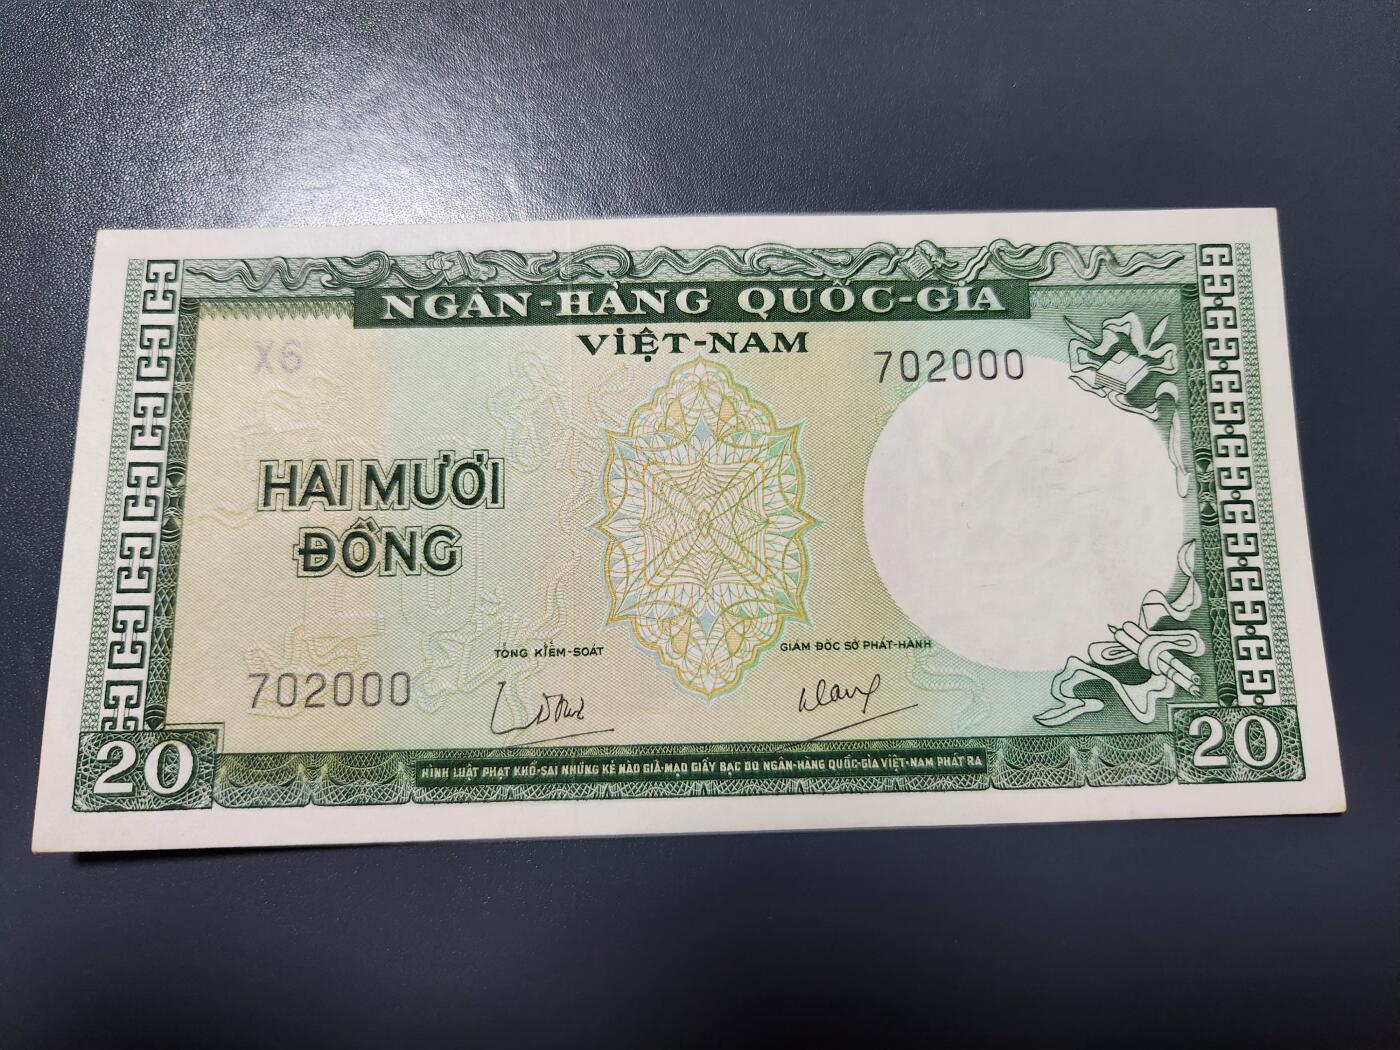 NGÂN-HÀNG QUỐC-GIA
VIỆT-NAM
X6
702000
HAI MƯƠI
ĐỒNG
TỔNG KIỂM-SOÁT
GIÁM ĐỐC SỞ PHÁT-HÀNH
702000
20
HÌNH LUẬT PHẠT KHỔ-SAI NHỮNG KẺ NÀO GIẢ-MẠO GIẤY BẠC DO NGÂN-HÀNG QUỐC-GIA VIỆT-NAM PHÁT RA
20